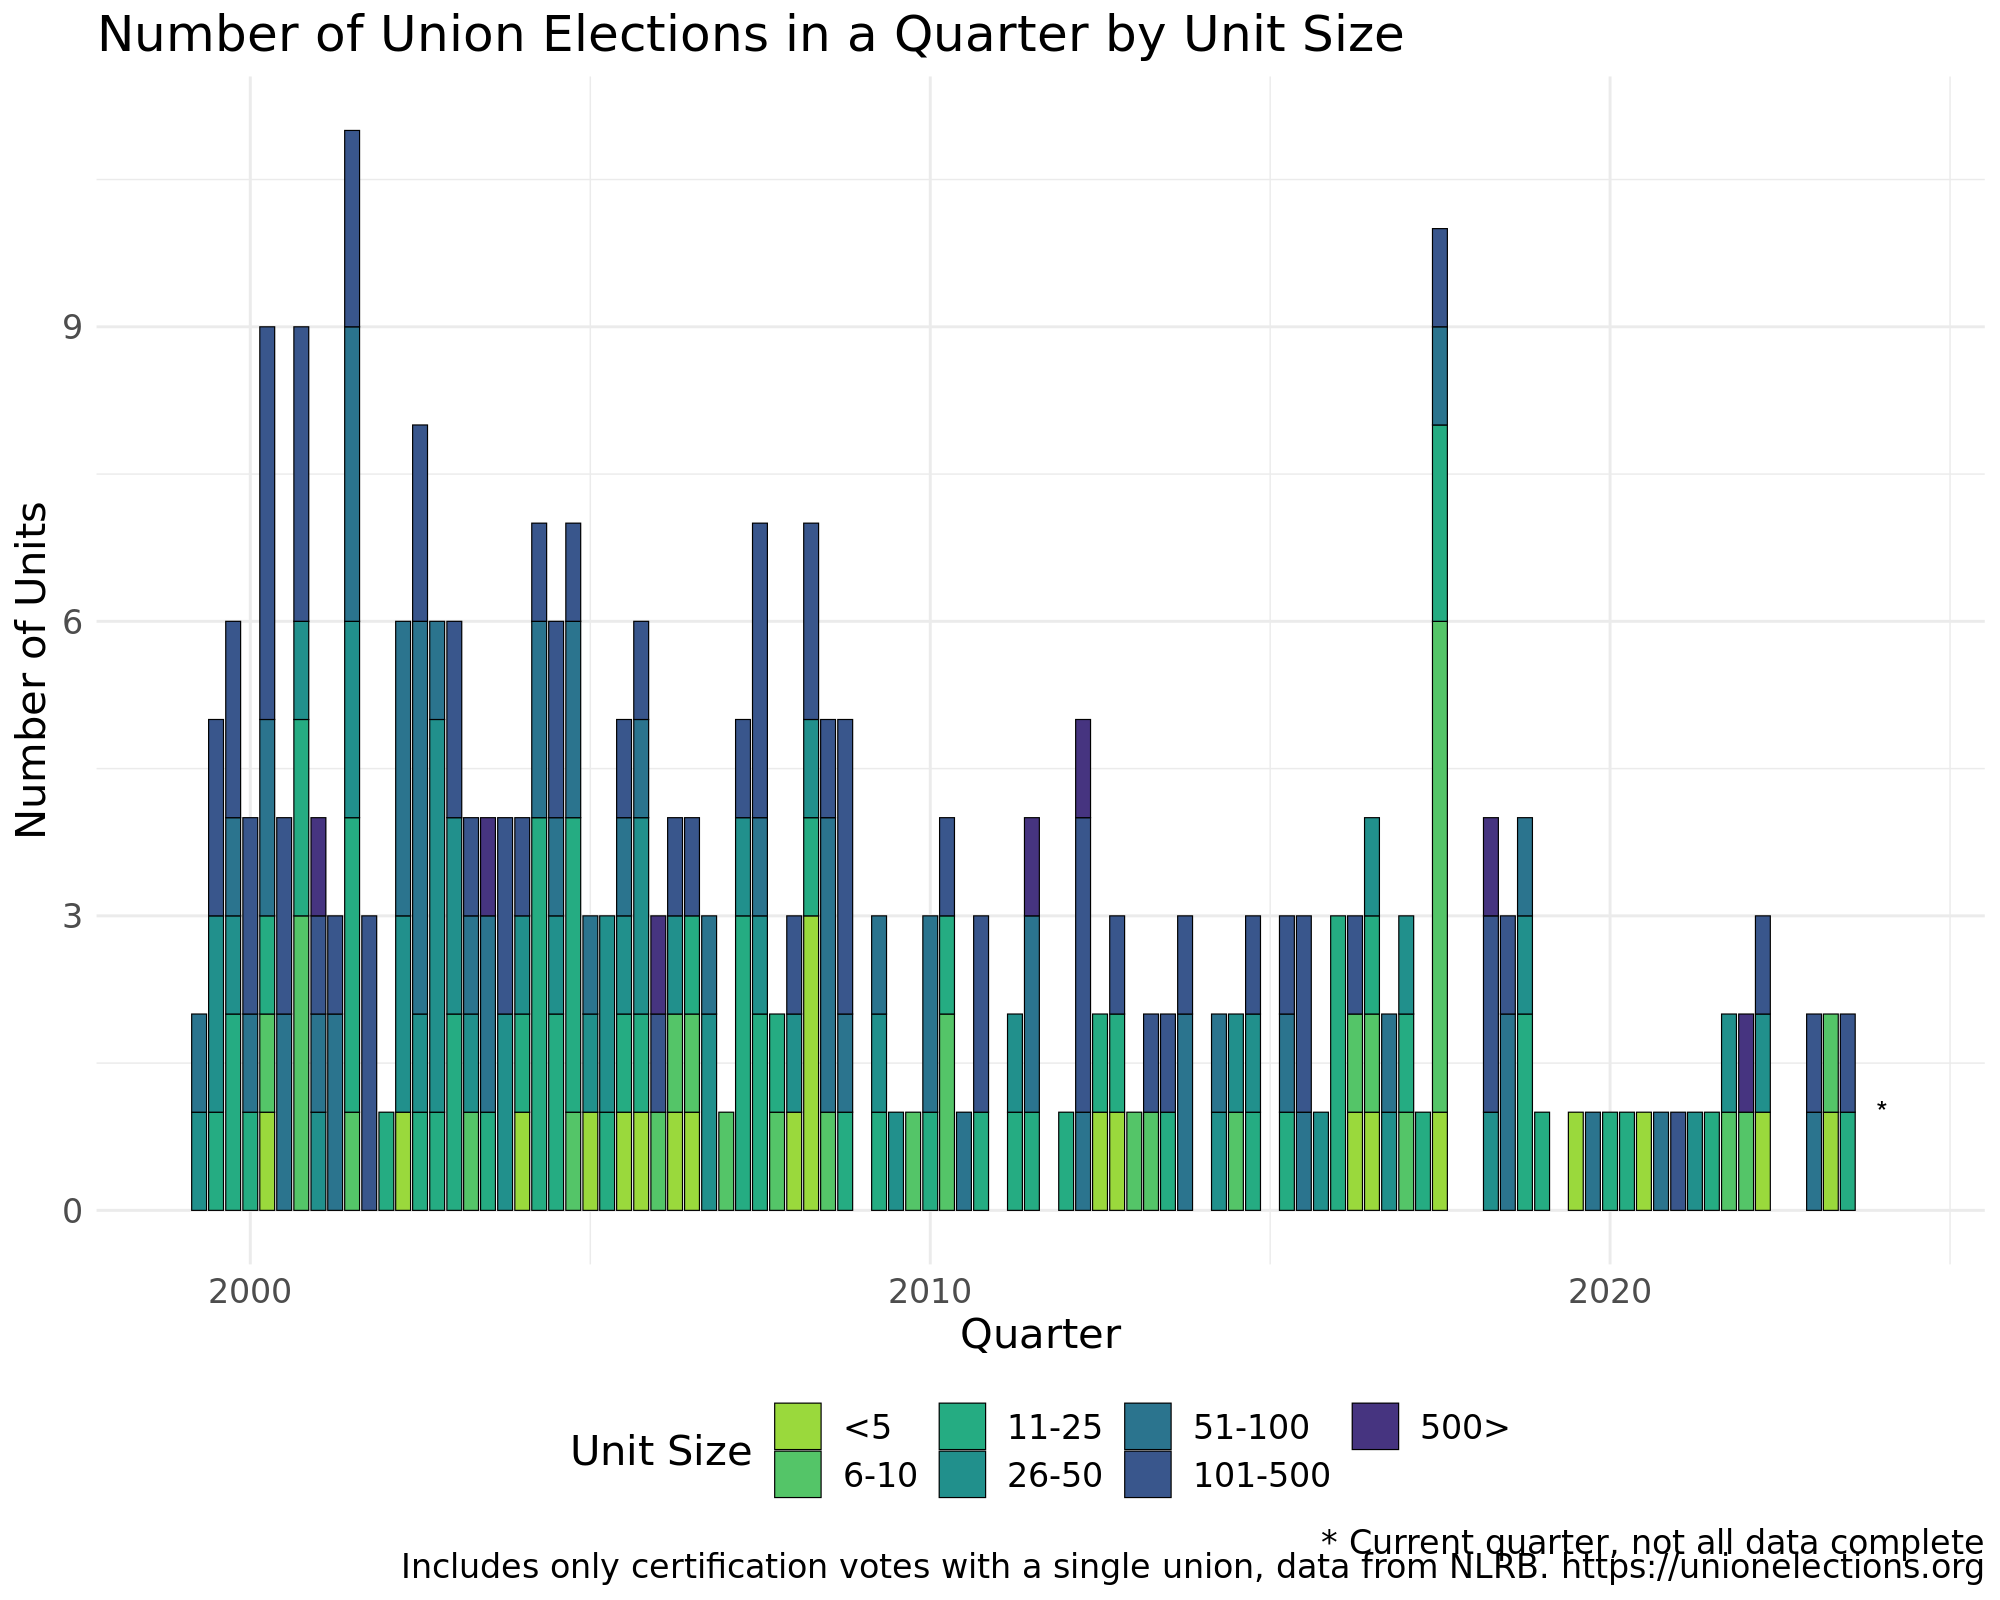 Number of Union Elections in a Quarter by Unit Size
Number of Units
9
6
3
0
*
2000 2010 2020
Quarter
Unit Size
<5 11-25 51-100 500>
6-10 26-50 101-500
* Current quarter, not all data complete
Includes only certification votes with a single union, data from NLRB. https://unionelections.org